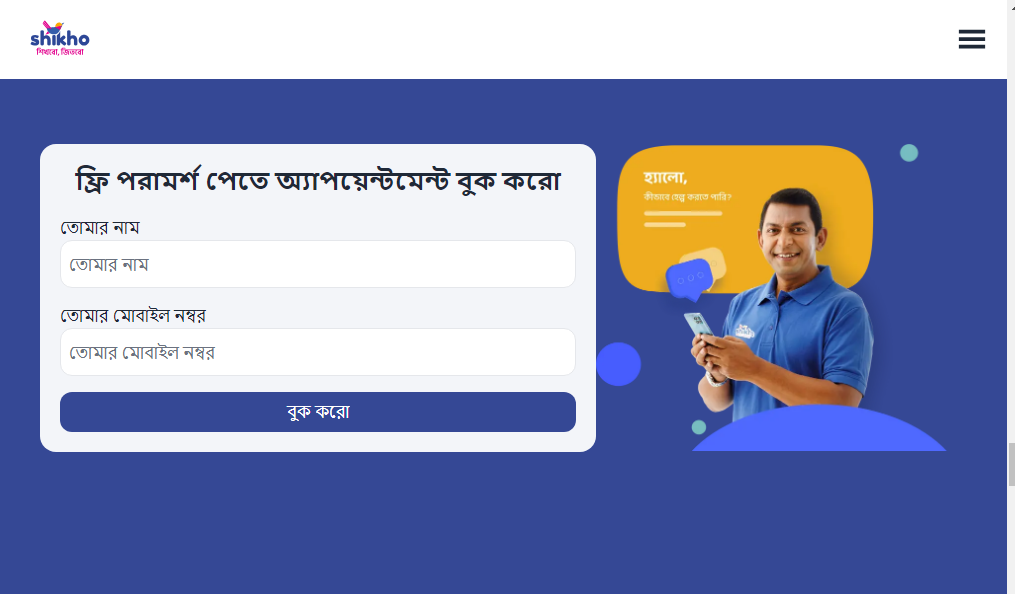 shikho
শিখবো, জিতবো
ফ্রি পরামর্শ পেতে অ্যাপয়েন্টমেন্ট বুক করো
তোমার নাম
তোমার নাম
তোমার মোবাইল নম্বর
তোমার মোবাইল নম্বর
বুক করো
হ্যালো,
কীভাবে হেল্প করতে পারি?